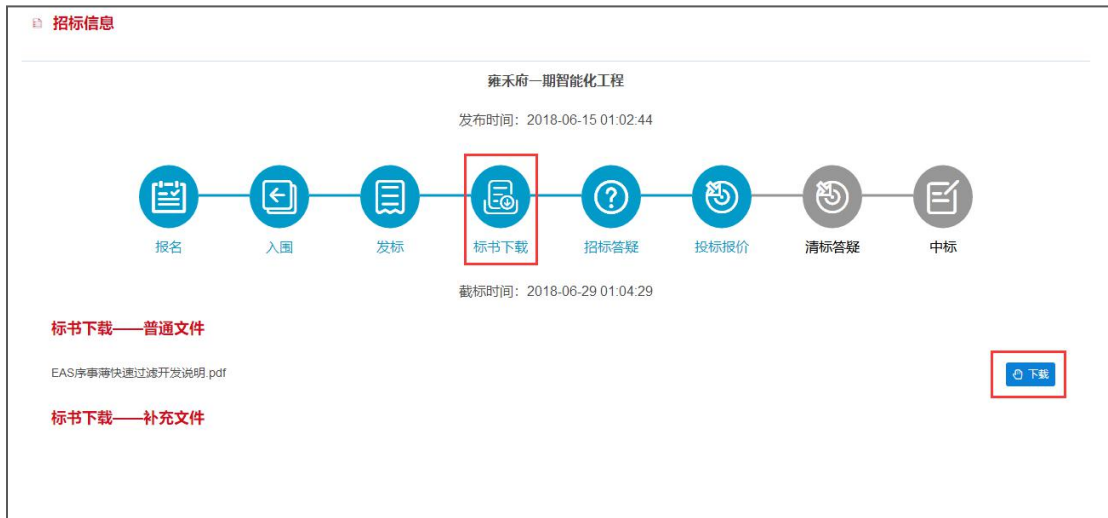 招标信息
雍禾府一期智能化工程
发布时间：2018-06-15 01:02:44
报名 入围 发标 标书下载 招标答疑 投标报价 清标答疑 中标
截标时间：2018-06-29 01:04:29
标书下载——普通文件
EAS序事薄快速过滤开发说明.pdf 下载
标书下载——补充文件